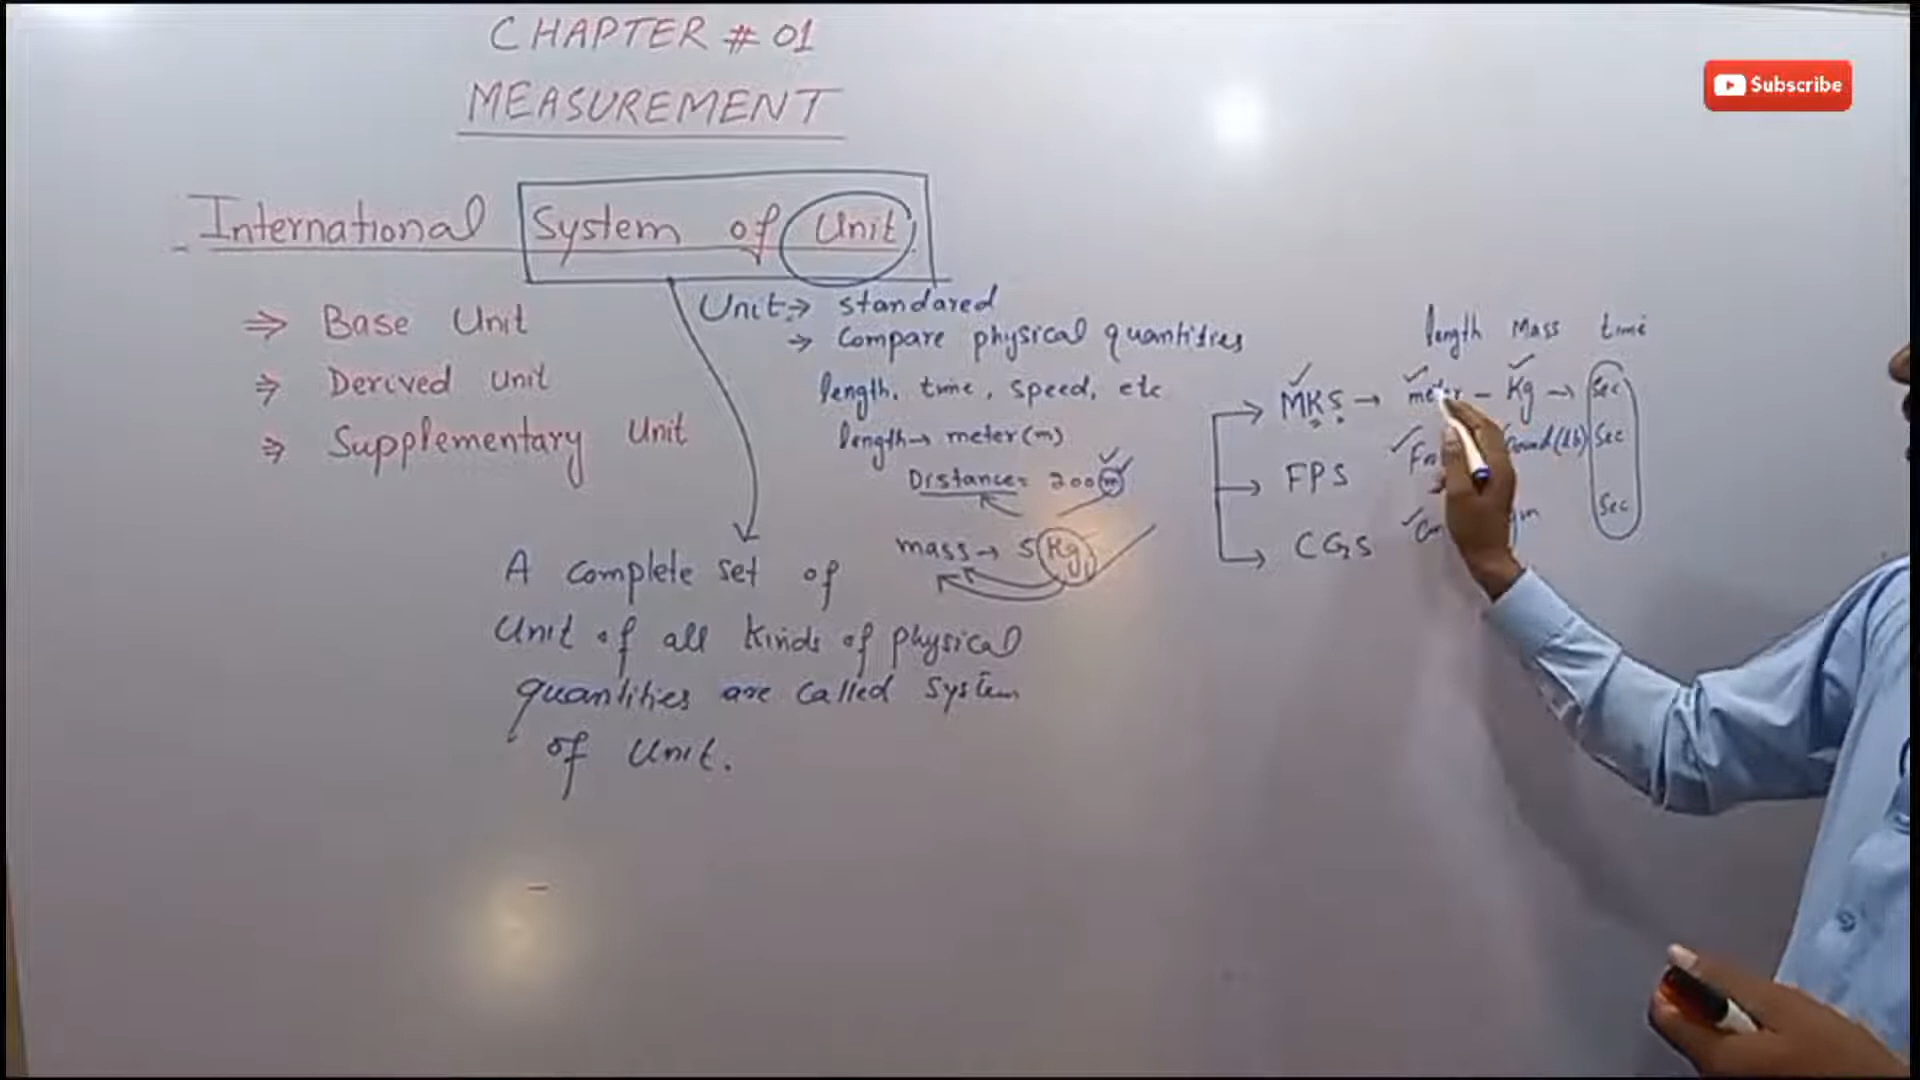 CHAPTER # 01
MEASUREMENT
Subscribe
International System of Unit
⇒ Base Unit
⇒ Derived Unit
⇒ Supplementary Unit
Unit → standared
→ Compare physical quantities
length, time, speed, etc
length → meter (m)
Distance = 200 m
mass → 5 Kg
A complete set of
Unit of all kinds of physical
quantities are called system
of Unit.
length Mass time
MKS → meter - Kg → Sec
FPS (lb) Sec
CGS Sec